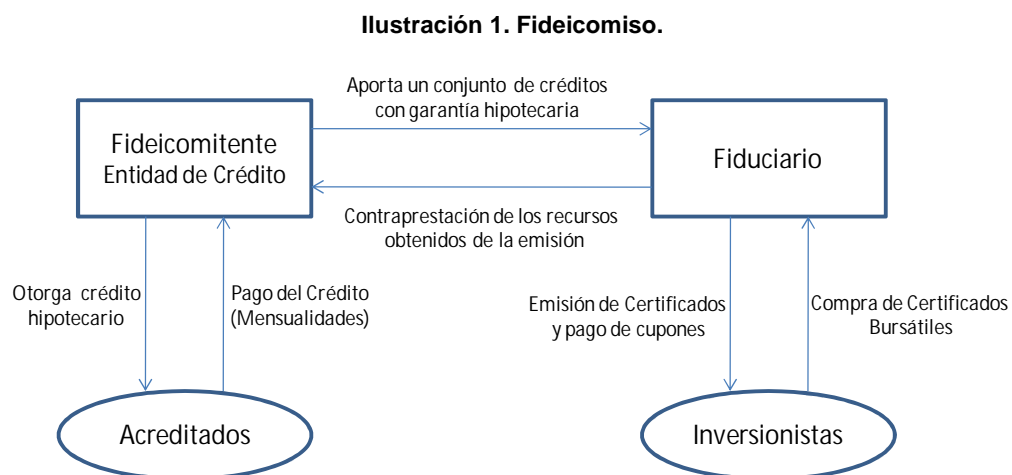 Ilustración 1. Fideicomiso.
Aporta un conjunto de créditos
con garantía hipotecaria
Fideicomitente
Entidad de Crédito
Fiduciario
Contraprestación de los recursos
obtenidos de la emisión
Otorga crédito
hipotecario
Pago del Crédito
(Mensualidades)
Emisión de Certificados
y pago de cupones
Compra de Certificados
Bursátiles
Acreditados
Inversionistas